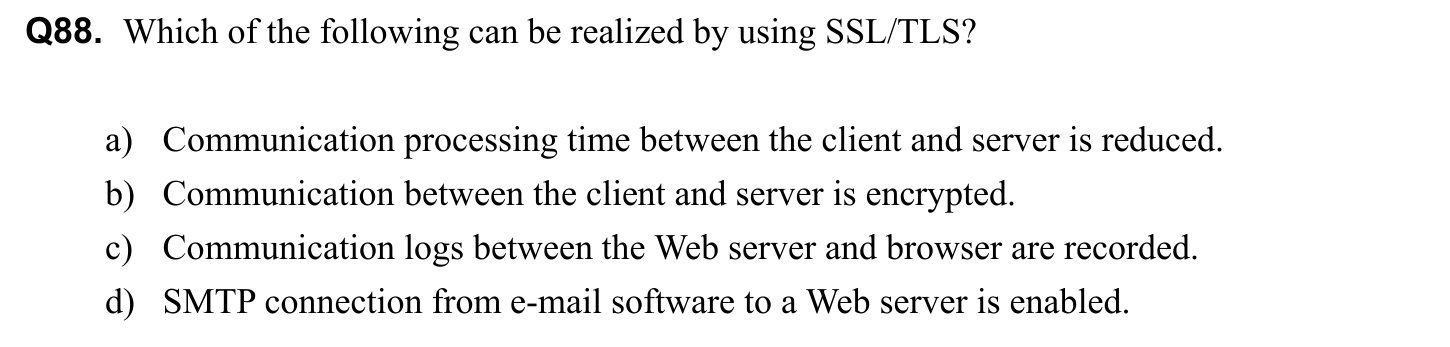 Q88. Which of the following can be realized by using SSL/TLS?
a) Communication processing time between the client and server is reduced.
b) Communication between the client and server is encrypted.
c) Communication logs between the Web server and browser are recorded.
d) SMTP connection from e-mail software to a Web server is enabled.